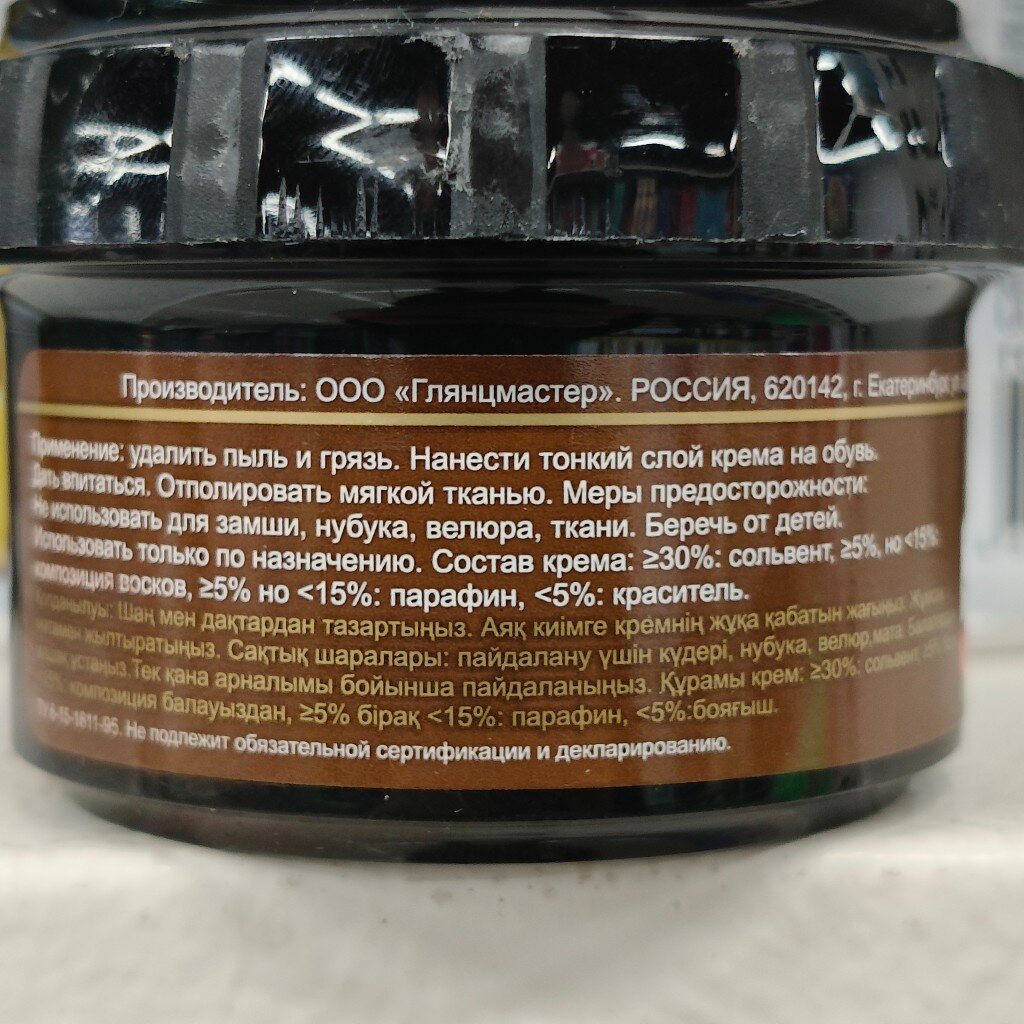 Производитель: ООО «Глянцмастер». РОССИЯ, 620142, г. Екатеринбург,
Применение: удалить пыль и грязь. Нанести тонкий слой крема на обувь.
Дать впитаться. Отполировать мягкой тканью. Меры предосторожности:
Не использовать для замши, нубука, велюра, ткани. Беречь от детей.
Использовать только по назначению. Состав крема: ≥30%: сольвент, ≥5%, но <15%:
композиция восков, ≥5% но <15%: парафин, <5%: краситель.
Қолданылуы: Шаң мен дақтардан тазартыңыз. Аяқ киімге кремнің жұқа қабатын жағыңыз.
жылтыратыңыз. Сақтық шаралары: пайдалану үшін күдері, нубука, велюр,мата.
ұстаңыз.Тек қана арналымы бойынша пайдаланыңыз. Құрамы крем: ≥30%: сольвент,
композиция балауыздан, ≥5% бірақ <15%: парафин, <5%:бояғыш.
Не подлежит обязательной сертификации и декларированию.